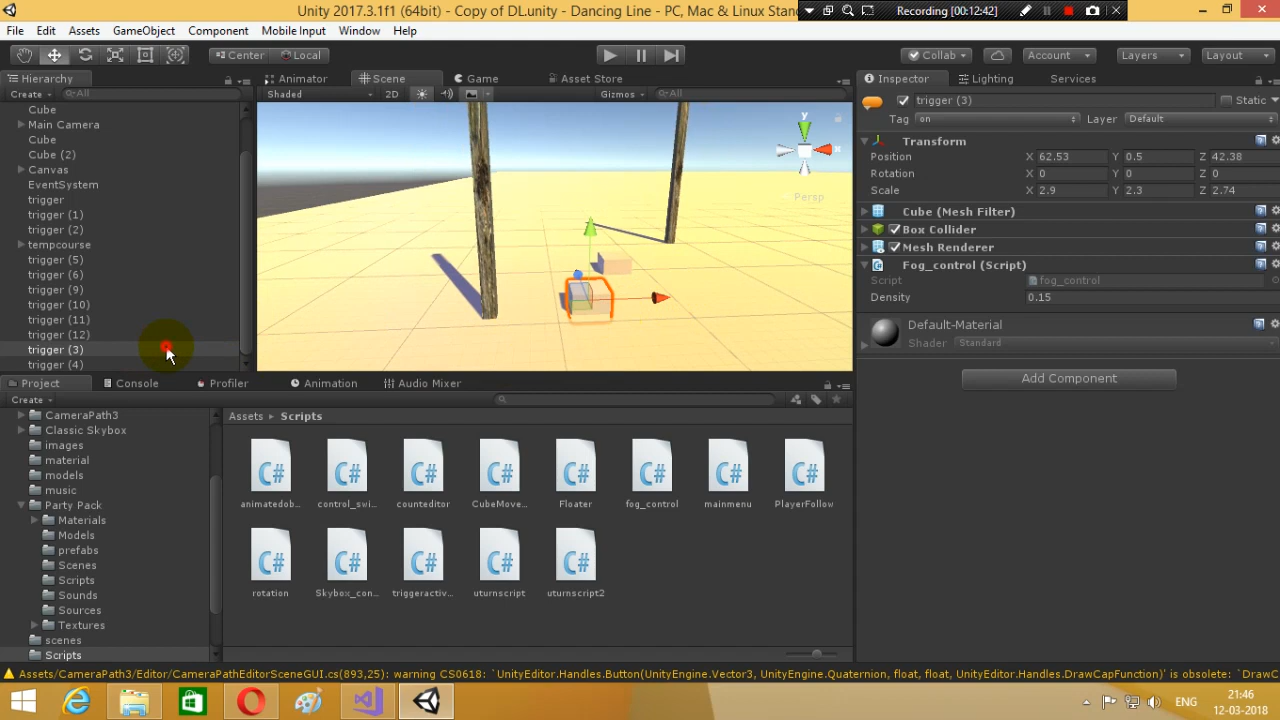 Unity 2017.3.1f1 (64bit) - Copy of DL.unity - Dancing Line - PC, Mac & Linux Stan
Recording [00:12:42]
File Edit Assets GameObject Component Mobile Input Window Help
Center Local
Collab Account Layers Layout
Hierarchy
Create All
Cube
Main Camera
Cube
Cube (2)
Canvas
EventSystem
trigger
trigger (1)
trigger (2)
tempcourse
trigger (5)
trigger (6)
trigger (9)
trigger (10)
trigger (11)
trigger (12)
trigger (3)
trigger (4)
Animator Scene Game Asset Store
Shaded 2D Gizmos All
y
x
Persp
Inspector Lighting Services
trigger (3) Static
Tag on Layer Default
Transform
Position X 62.53 Y 0.5 Z 42.38
Rotation X 0 Y 0 Z 0
Scale X 2.9 Y 2.3 Z 2.74
Cube (Mesh Filter)
Box Collider
Mesh Renderer
Fog_control (Script)
Script fog_control
Density 0.15
Default-Material
Shader Standard
Add Component
Project Console Profiler Animation Audio Mixer
Create
CameraPath3
Classic Skybox
images
material
models
music
Party Pack
Materials
Models
prefabs
Scenes
Scripts
Sounds
Sources
Textures
scenes
Scripts
Assets ▸ Scripts
C# C# C# C# C# C# C# C#
animatedob... control_swi... counteditor CubeMove... Floater fog_control mainmenu PlayerFollow
C# C# C# C# C#
rotation Skybox_con... triggeractiv... uturnscript uturnscript2
Assets/CameraPath3/Editor/CameraPathEditorSceneGUI.cs(893,25): warning CS0618: `UnityEditor.Handles.Button(UnityEngine.Vector3, UnityEngine.Quaternion, float, float, UnityEditor.Handles.DrawCapFunction)' is obsolete: `DrawC
ENG
21:46
12-03-2018